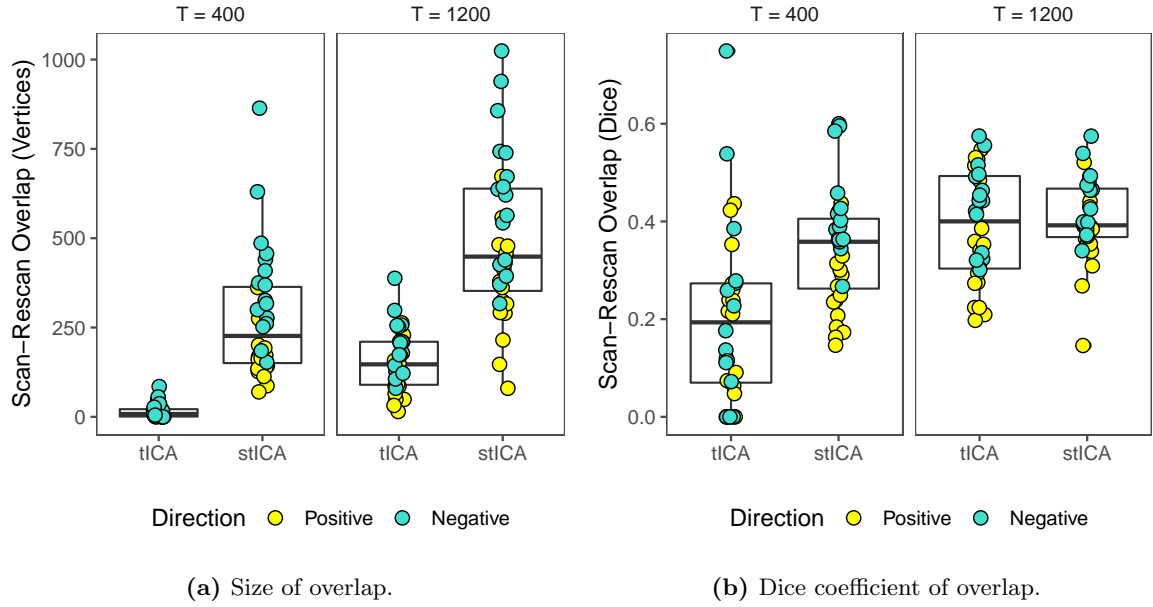 T = 400
T = 1200
Scan−Rescan Overlap (Vertices)
1000
750
500
250
0
tICA
stICA
tICA
stICA
Direction
Positive
Negative
(a) Size of overlap.
T = 400
T = 1200
Scan−Rescan Overlap (Dice)
0.6
0.4
0.2
0.0
tICA
stICA
tICA
stICA
Direction
Positive
Negative
(b) Dice coefficient of overlap.